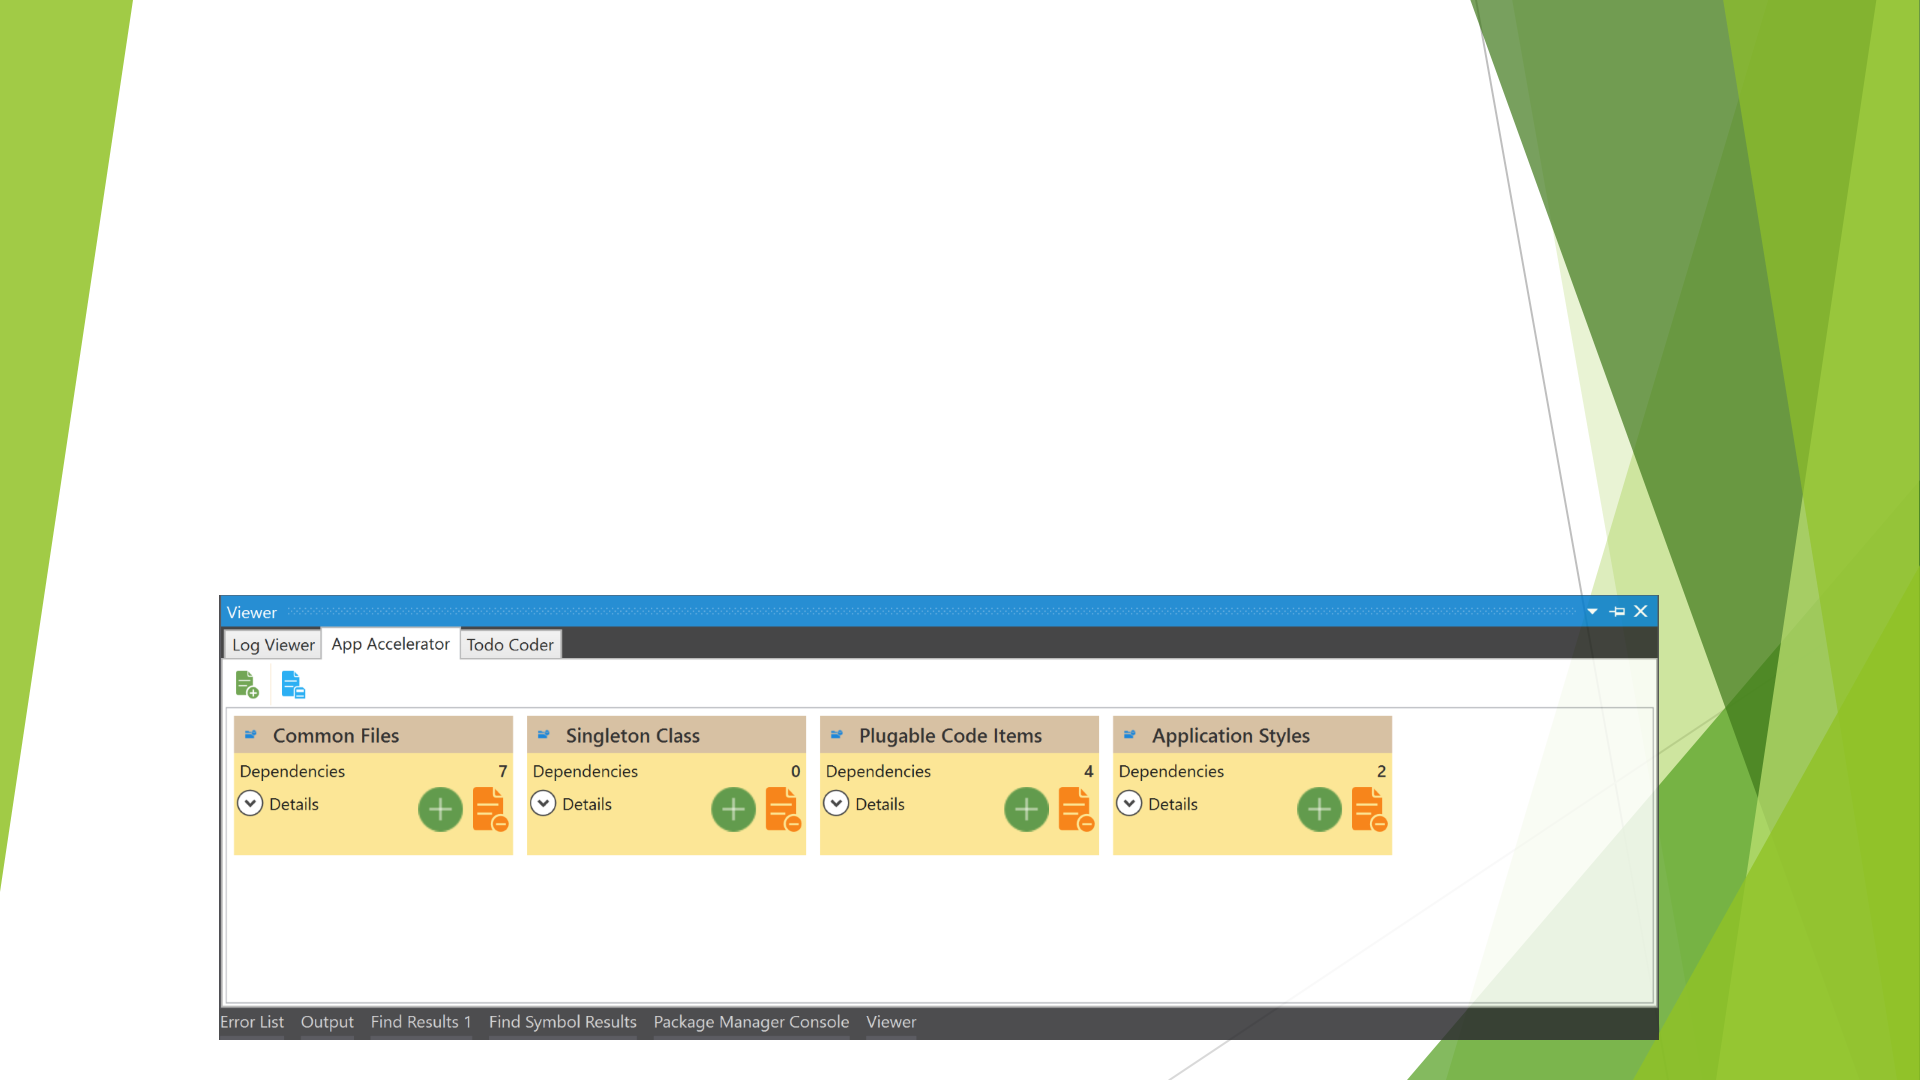 Viewer
Log Viewer App Accelerator Todo Coder
Common Files Singleton Class Plugable Code Items Application Styles
Dependencies 7 Dependencies 0 Dependencies 4 Dependencies 2
Details Details Details Details
Error List Output Find Results 1 Find Symbol Results Package Manager Console Viewer